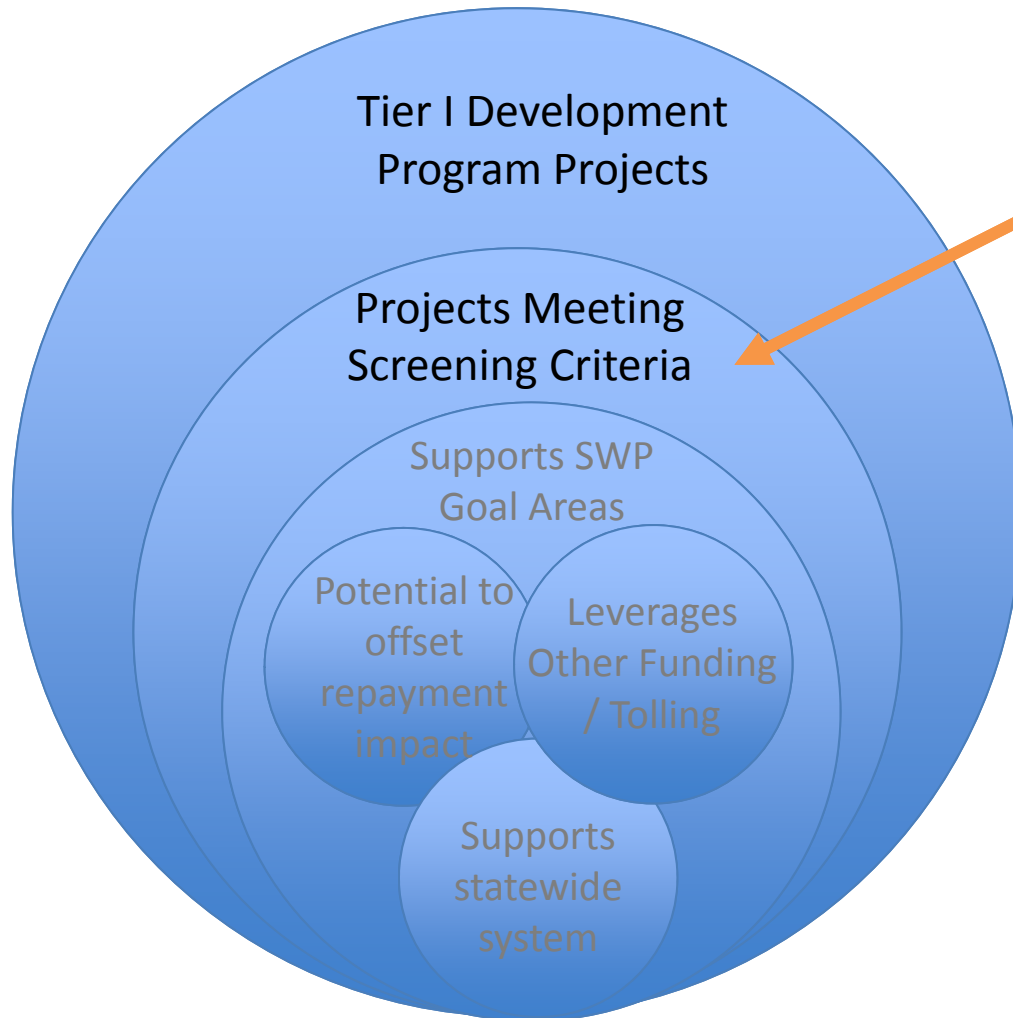 Tier I Development
Program Projects
Projects Meeting
Screening Criteria
Supports SWP
Goal Areas
Potential to
offset
repayment
impact
Leverages
Other Funding
/ Tolling
Supports
statewide
system